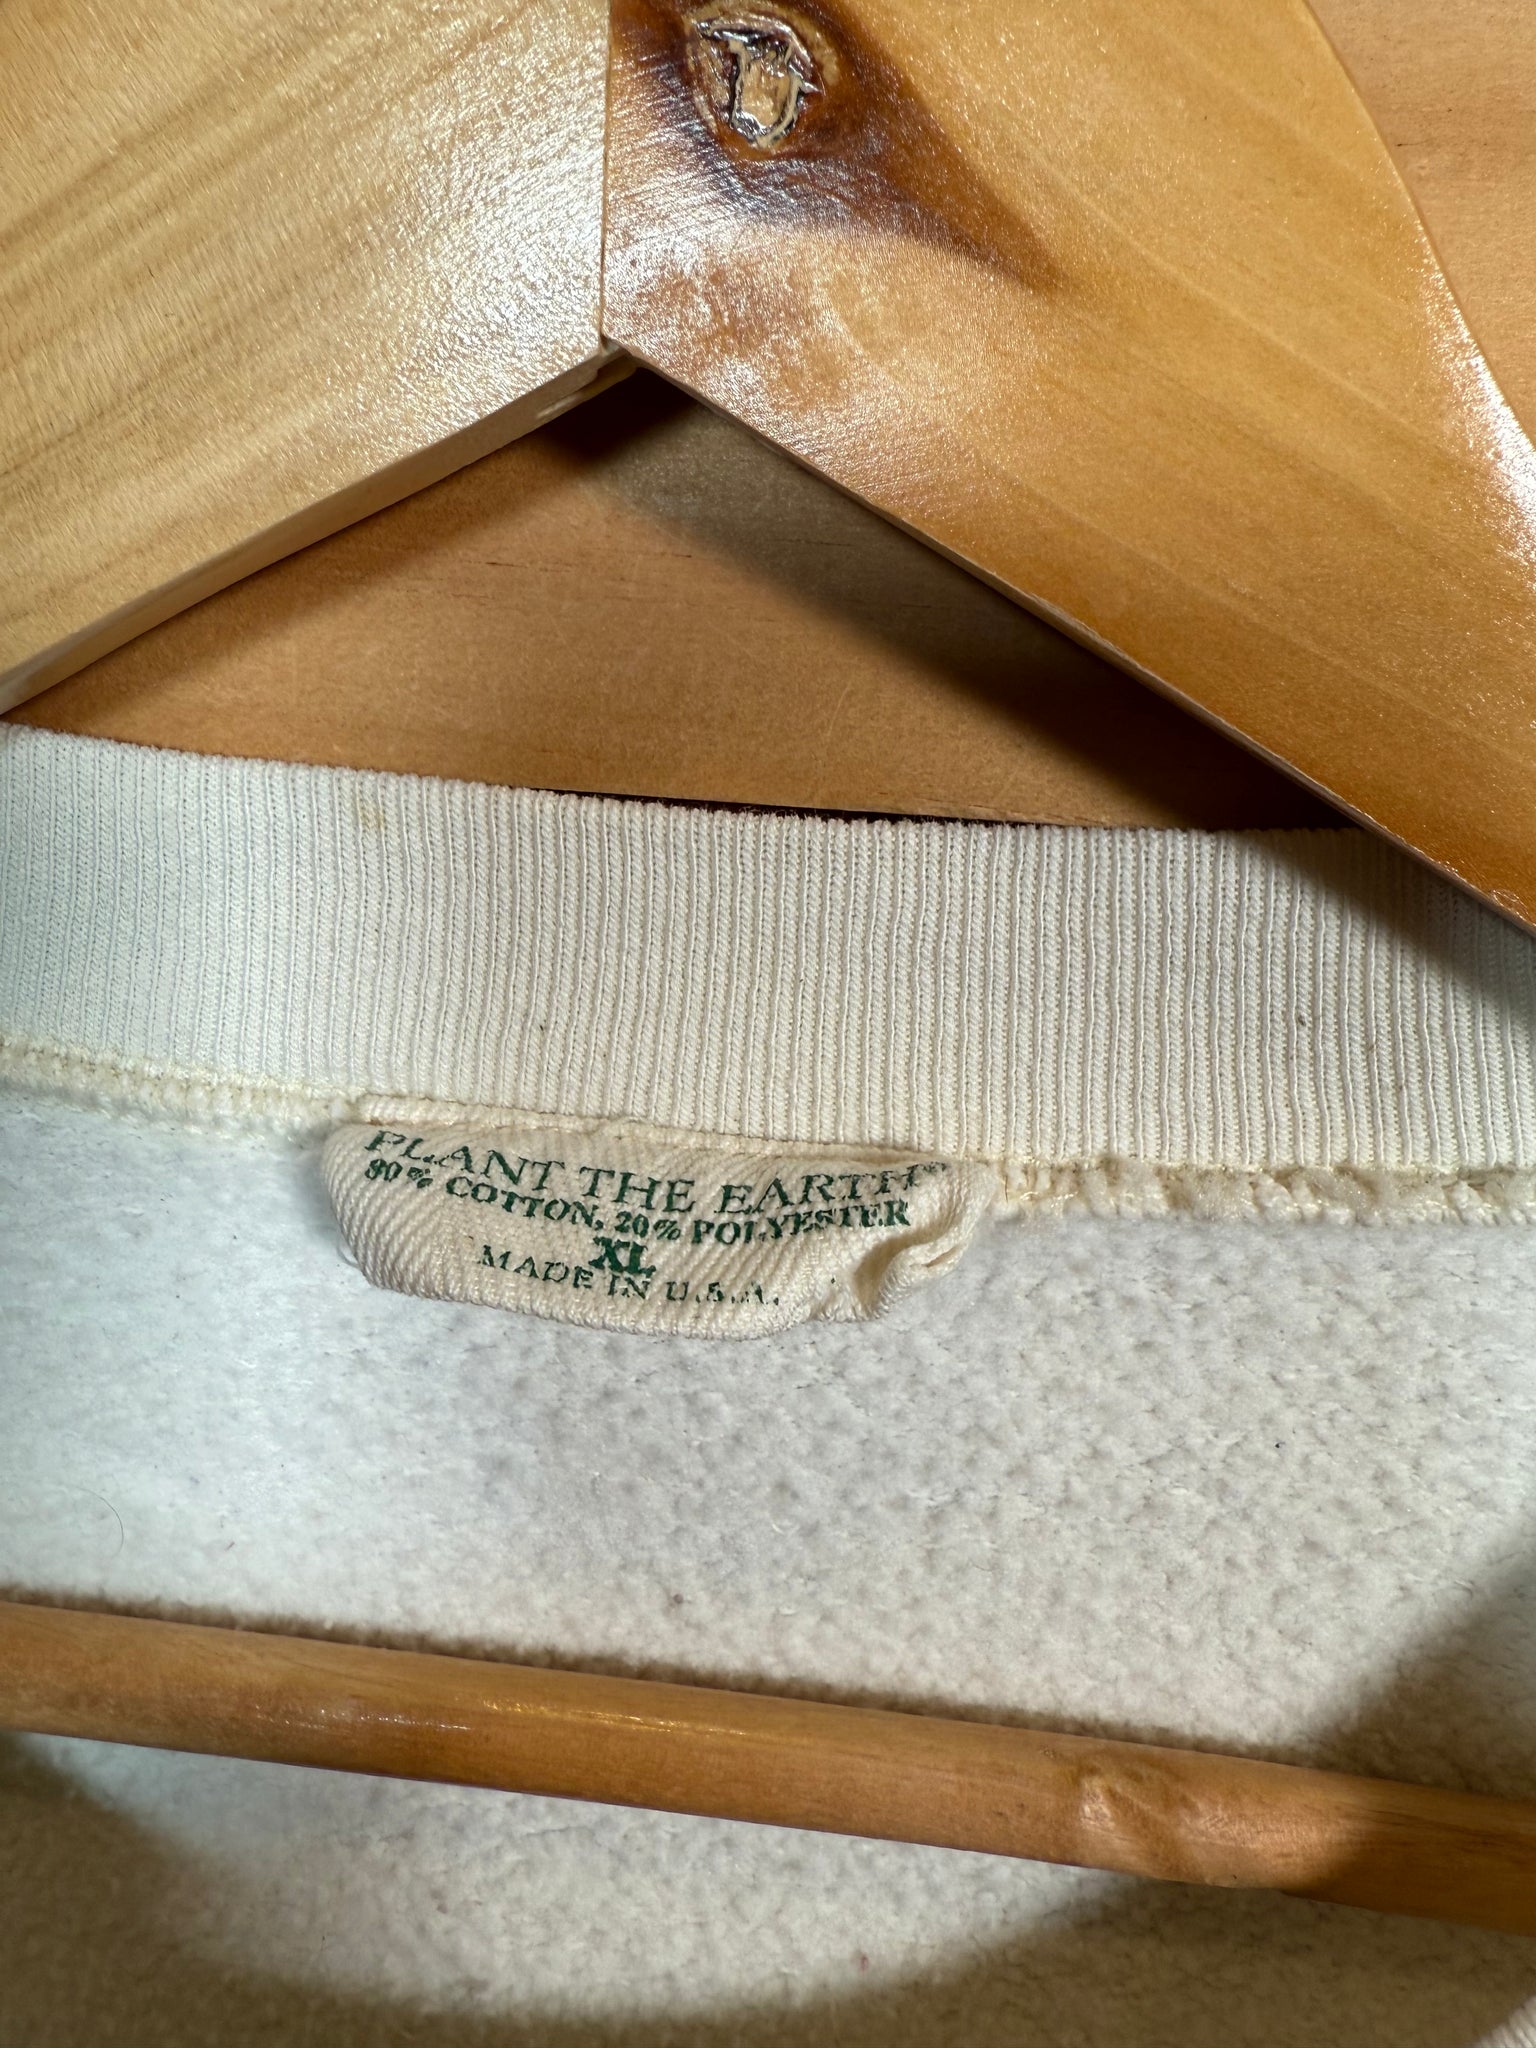 PLANT THE EARTH®
80% COTTON, 20% POLYESTER
XL
MADE IN U.S.A.